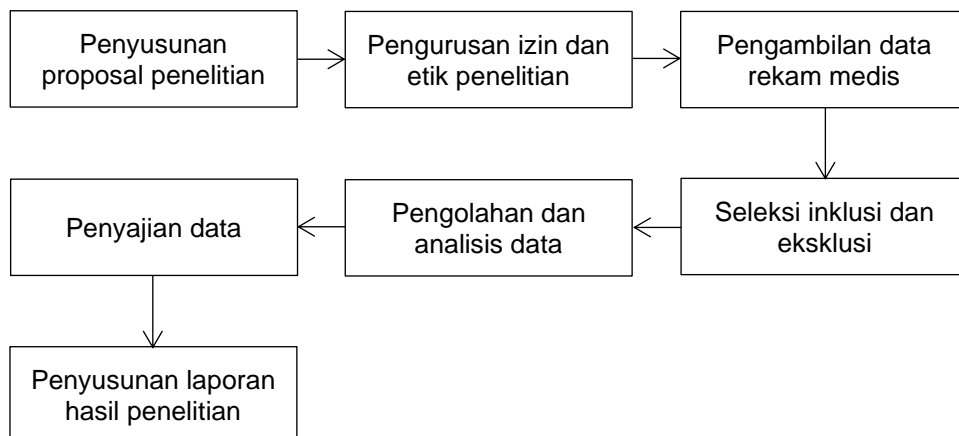 Penyusunan
proposal penelitian
Pengurusan izin dan
etik penelitian
Pengambilan data
rekam medis
Seleksi inklusi dan
eksklusi
Pengolahan dan
analisis data
Penyajian data
Penyusunan laporan
hasil penelitian